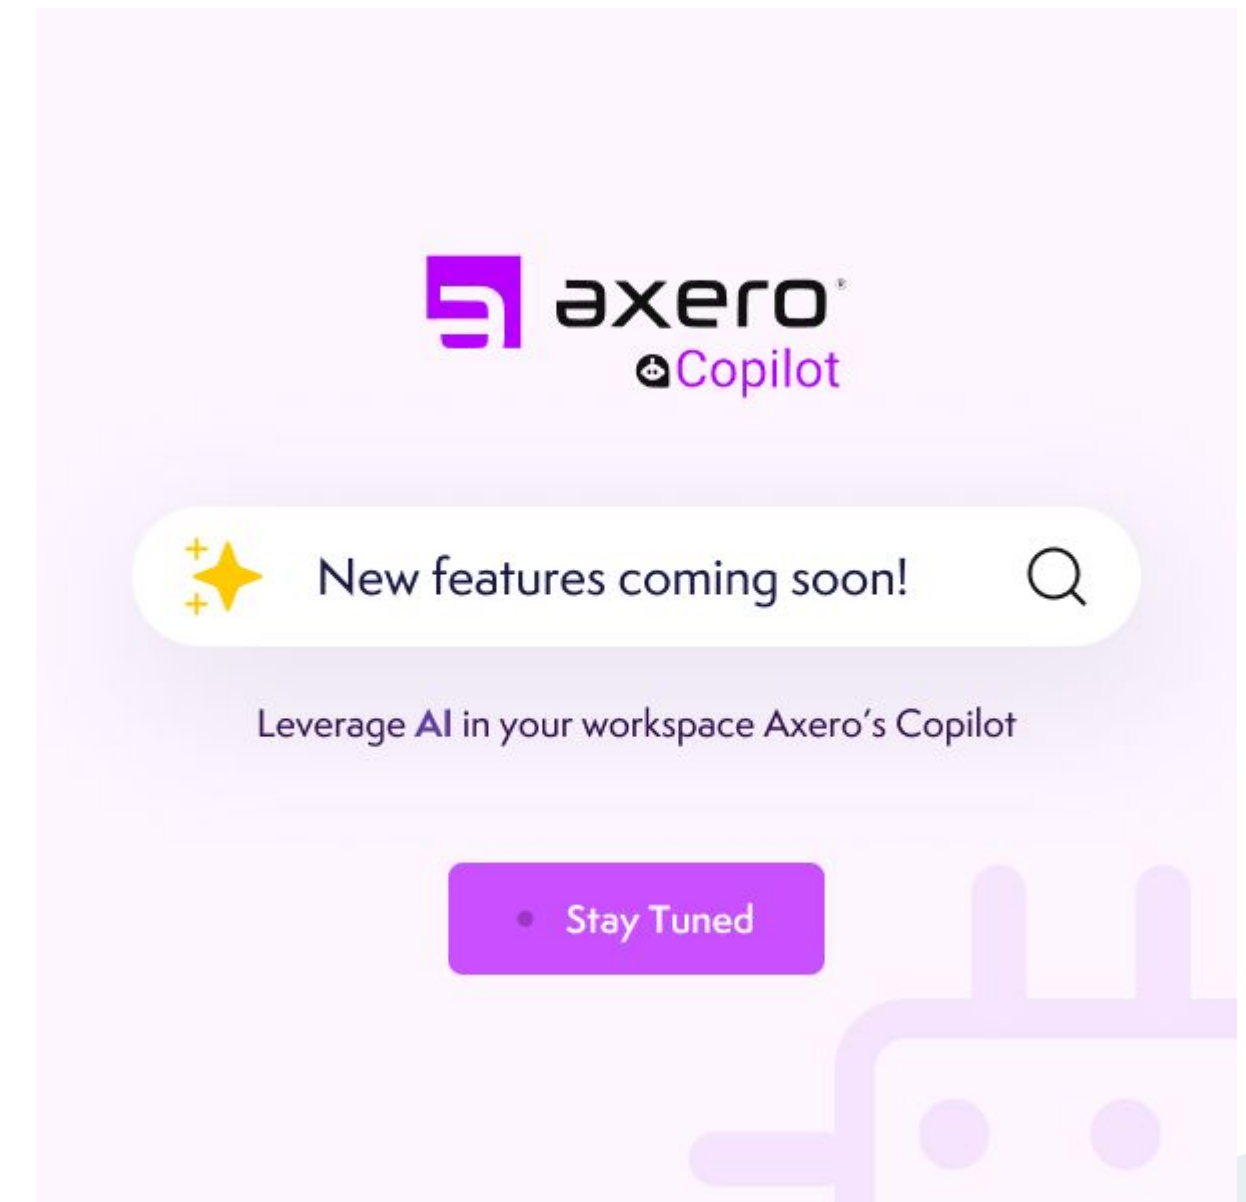 axero®
Copilot
New features coming soon!
Leverage AI in your workspace Axero's Copilot
Stay Tuned